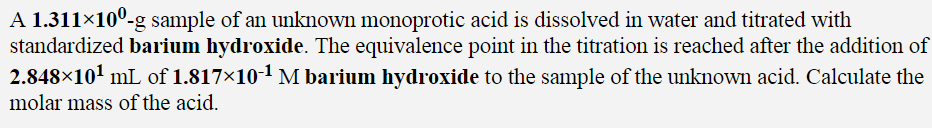 A 1.311×10⁰-g sample of an unknown monoprotic acid is dissolved in water and titrated with
standardized barium hydroxide. The equivalence point in the titration is reached after the addition of
2.848×10¹ mL of 1.817×10⁻¹ M barium hydroxide to the sample of the unknown acid. Calculate the
molar mass of the acid.